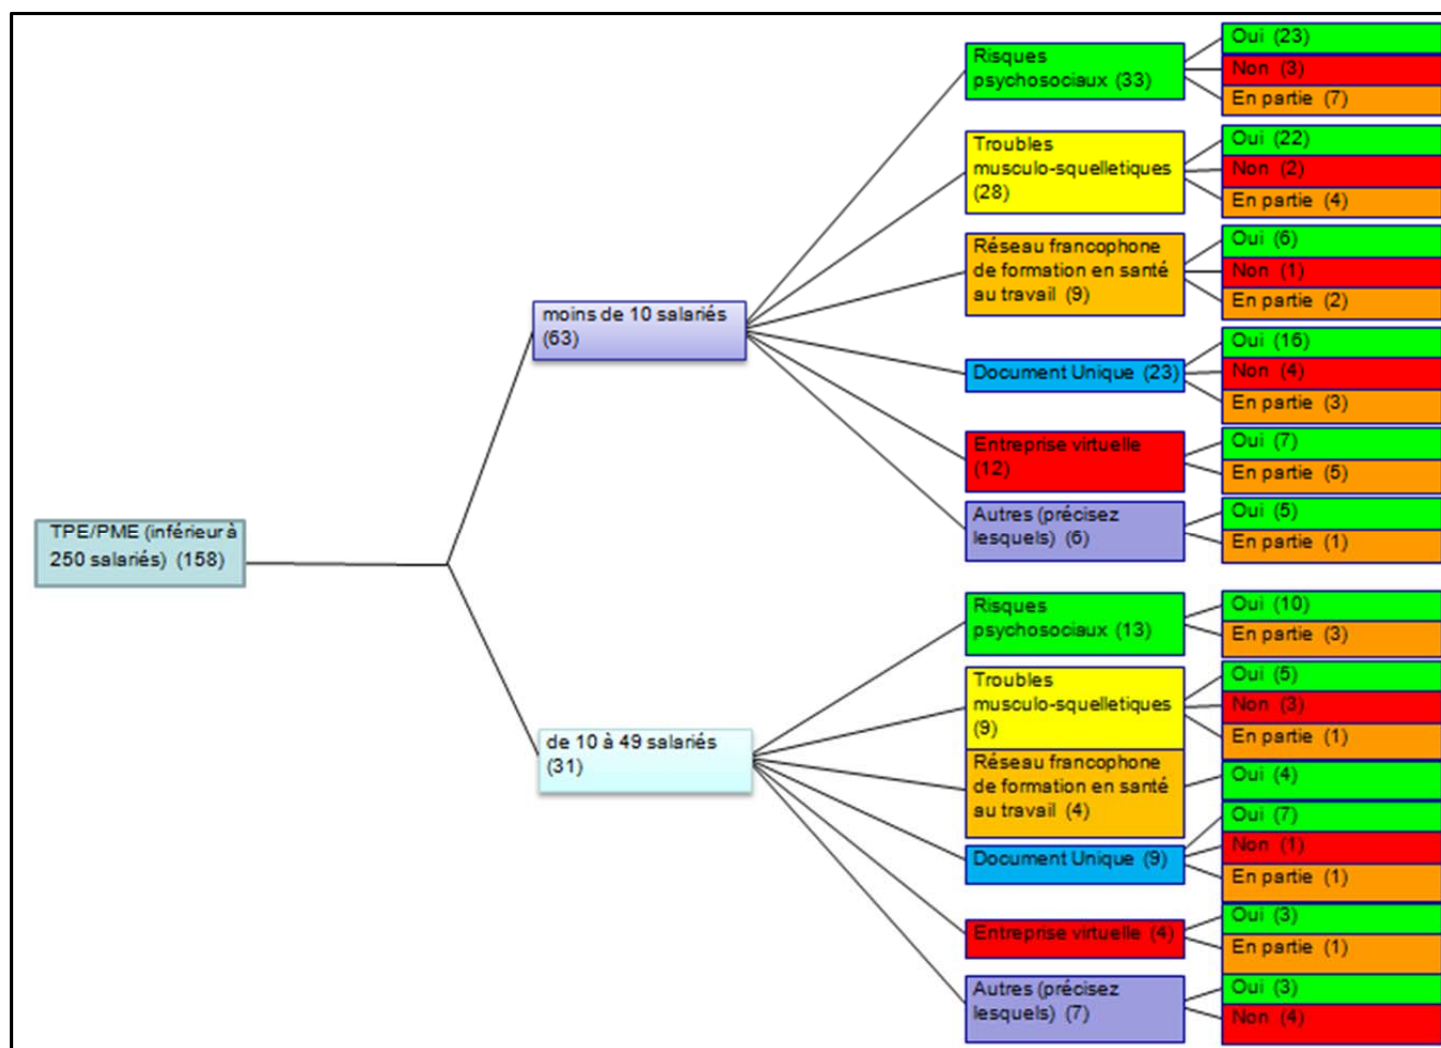 TPE/PME (inférieur à
250 salariés) (158)
moins de 10 salariés
(63)
Risques
psychosociaux (33)
Oui (23)
Non (3)
En partie (7)
Troubles
musculo-squelletiques
(28)
Oui (22)
Non (2)
En partie (4)
Réseau francophone
de formation en santé
au travail (9)
Oui (6)
Non (1)
En partie (2)
Document Unique (23)
Oui (16)
Non (4)
En partie (3)
Entreprise virtuelle
(12)
Oui (7)
En partie (5)
Autres (précisez
lesquels) (6)
Oui (5)
En partie (1)
de 10 à 49 salariés
(31)
Risques
psychosociaux (13)
Oui (10)
En partie (3)
Troubles
musculo-squelletiques
(9)
Oui (5)
Non (3)
En partie (1)
Réseau francophone
de formation en santé
au travail (4)
Oui (4)
Document Unique (9)
Oui (7)
Non (1)
En partie (1)
Entreprise virtuelle (4)
Oui (3)
En partie (1)
Autres (précisez
lesquels) (7)
Oui (3)
Non (4)